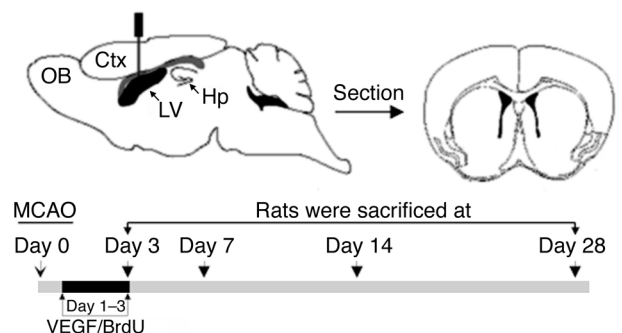 OB
Ctx
LV
Hp
Section
MCAO
Rats were sacrificed at
Day 0 Day 3 Day 7 Day 14 Day 28
Day 1–3
VEGF/BrdU